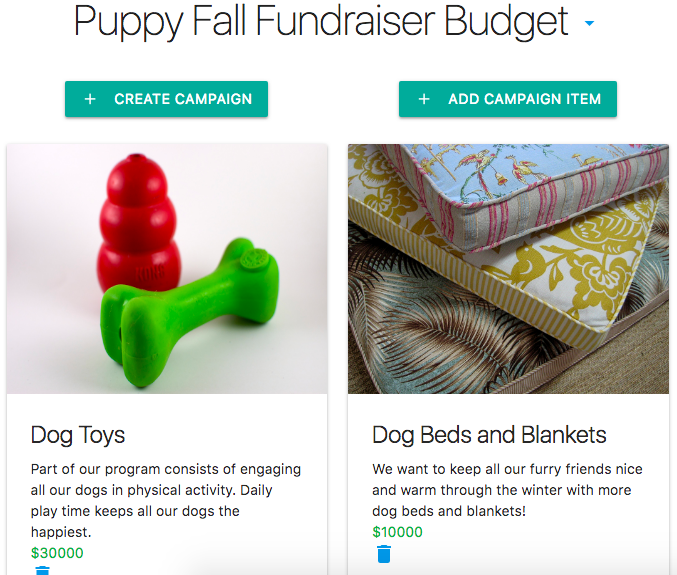 Puppy Fall Fundraiser Budget
+ CREATE CAMPAIGN
+ ADD CAMPAIGN ITEM
Dog Toys
Part of our program consists of engaging
all our dogs in physical activity. Daily
play time keeps all our dogs the
happiest.
$30000
Dog Beds and Blankets
We want to keep all our furry friends nice
and warm through the winter with more
dog beds and blankets!
$10000